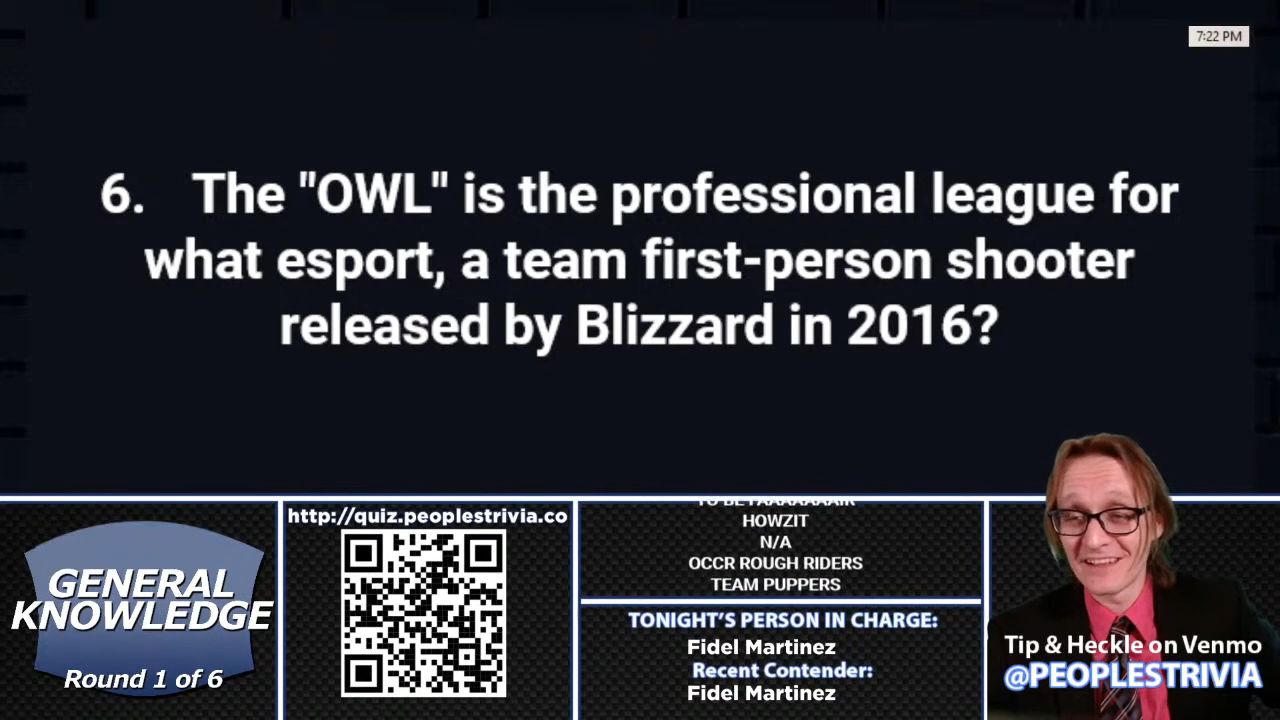 7:22 PM
6. The "OWL" is the professional league for
what esport, a team first-person shooter
released by Blizzard in 2016?
GENERAL
KNOWLEDGE
Round 1 of 6
http://quiz.peoplestrivia.co
HOWZIT
N/A
OCCR ROUGH RIDERS
TEAM PUPPERS
TONIGHT'S PERSON IN CHARGE:
Fidel Martinez
Recent Contender:
Fidel Martinez
Tip & Heckle on Venmo
@PEOPLESTRIVIA